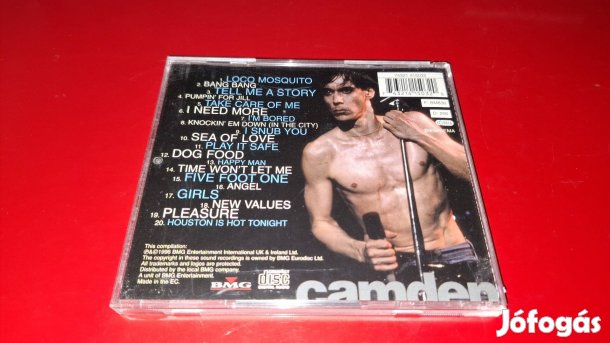 1. LOCO MOSQUITO
2. BANG BANG
3. TELL ME A STORY
4. PUMPIN' FOR JILL
5. TAKE CARE OF ME
6. I NEED MORE
7. I'M BORED
8. KNOCKIN' EM DOWN (IN THE CITY)
9. I SNUB YOU
10. SEA OF LOVE
11. PLAY IT SAFE
12. DOG FOOD
13. HAPPY MAN
14. TIME WON'T LET ME
15. FIVE FOOT ONE
16. ANGEL
17. GIRLS
18. NEW VALUES
19. PLEASURE
20. HOUSTON IS HOT TONIGHT
This compilation:
1996 BMG Entertainment International UK & Ireland Ltd.
The copyright in these sound recordings is owned by BMG Eurodisc Ltd.
All trademarks and logos are protected.
Distributed by the local BMG company.
A unit of BMG Entertainment.
Made in the EC.
BMG
COMPACT
disc
DIGITAL AUDIO
camden
Jófogás